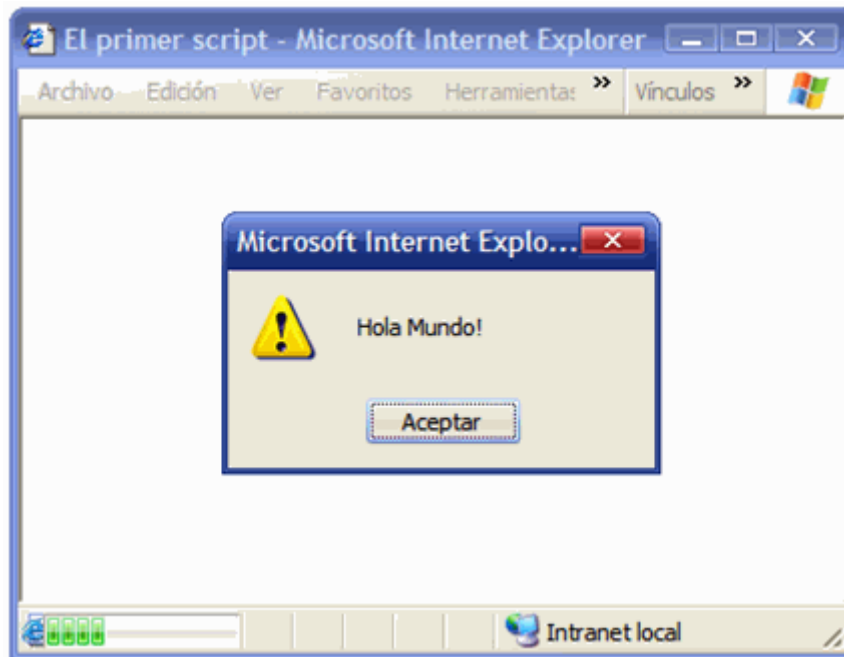 El primer script - Microsoft Internet Explorer
Archivo Edición Ver Favoritos Herramientas » Vínculos »
Microsoft Internet Explo...
Hola Mundo!
Aceptar
Intranet local